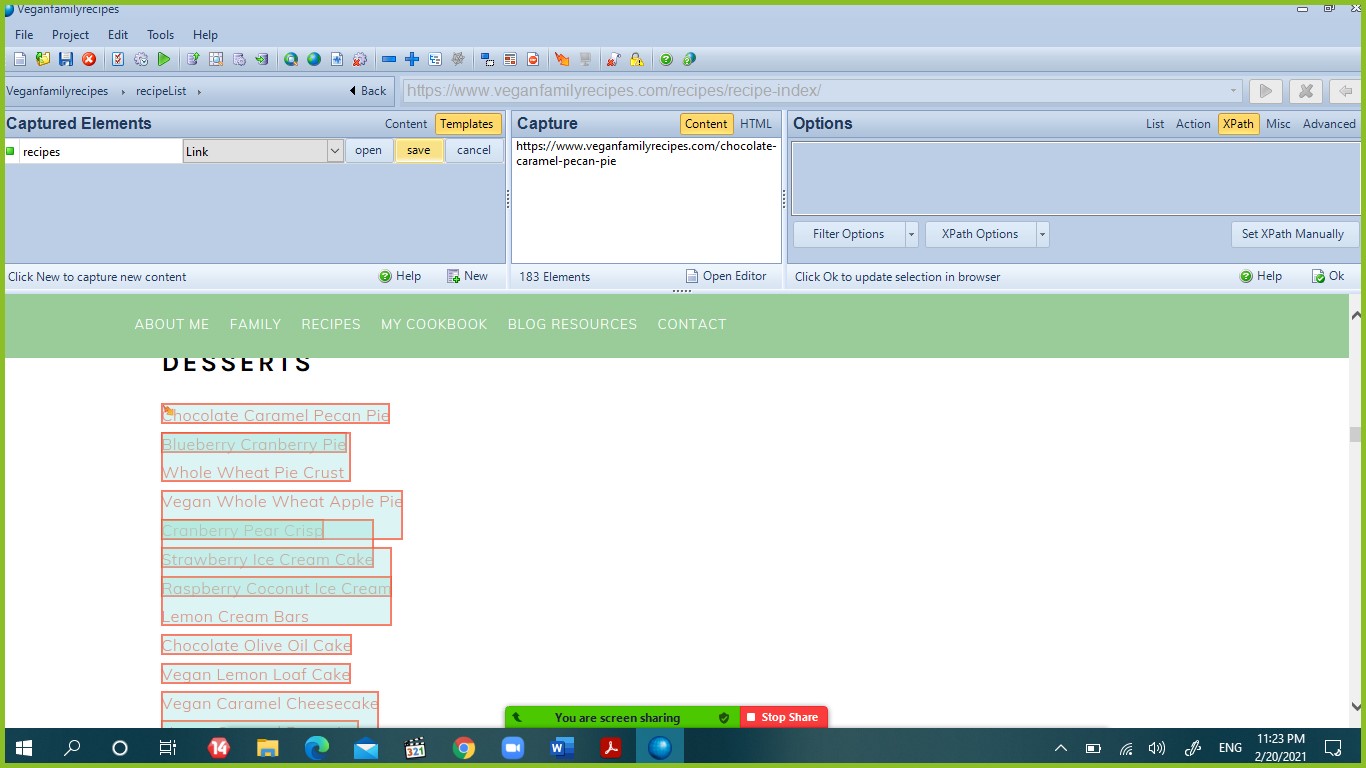 Veganfamilyrecipes
File Project Edit Tools Help
Veganfamilyrecipes recipeList Back https://www.veganfamilyrecipes.com/recipes/recipe-index/
Captured Elements Content Templates Capture Content HTML Options List Action XPath Misc Advanced
recipes Link open save cancel
https://www.veganfamilyrecipes.com/chocolate-
caramel-pecan-pie
Filter Options XPath Options Set XPath Manually
Click New to capture new content Help New 183 Elements Open Editor Click Ok to update selection in browser Help Ok
ABOUT ME FAMILY RECIPES MY COOKBOOK BLOG RESOURCES CONTACT
DESSERTS
Chocolate Caramel Pecan Pie
Blueberry Cranberry Pie
Whole Wheat Pie Crust
Vegan Whole Wheat Apple Pie
Cranberry Pear Crisp
Strawberry Ice Cream Cake
Raspberry Coconut Ice Cream
Lemon Cream Bars
Chocolate Olive Oil Cake
Vegan Lemon Loaf Cake
Vegan Caramel Cheesecake
You are screen sharing Stop Share
14 321 W ENG 11:23 PM
2/20/2021